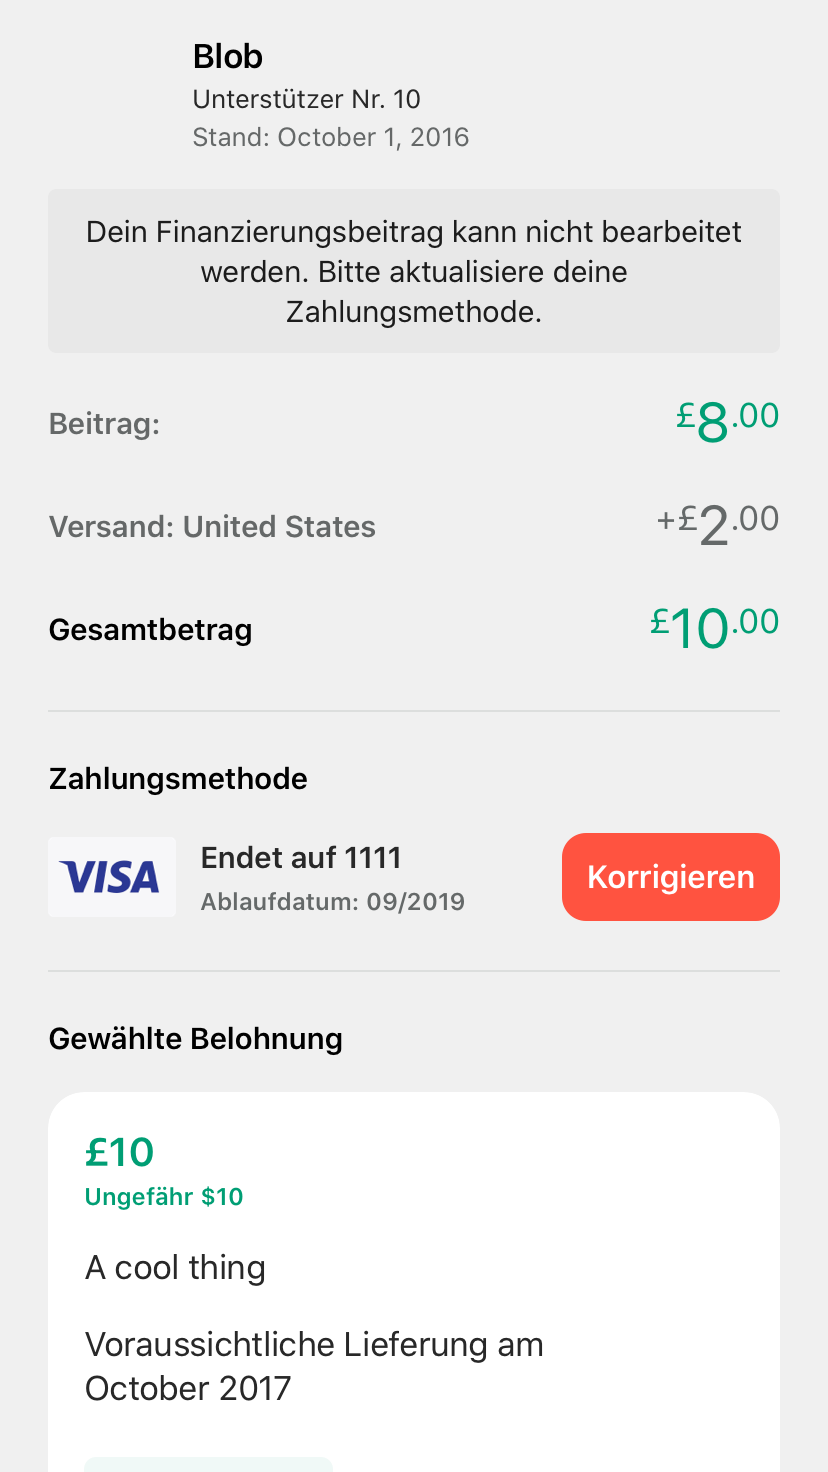 Blob
Unterstützer Nr. 10
Stand: October 1, 2016
Dein Finanzierungsbeitrag kann nicht bearbeitet
werden. Bitte aktualisiere deine
Zahlungsmethode.
Beitrag:
£8.00
Versand: United States
+£2.00
Gesamtbetrag
£10.00
Zahlungsmethode
VISA
Endet auf 1111
Ablaufdatum: 09/2019
Korrigieren
Gewählte Belohnung
£10
Ungefähr $10
A cool thing
Voraussichtliche Lieferung am
October 2017